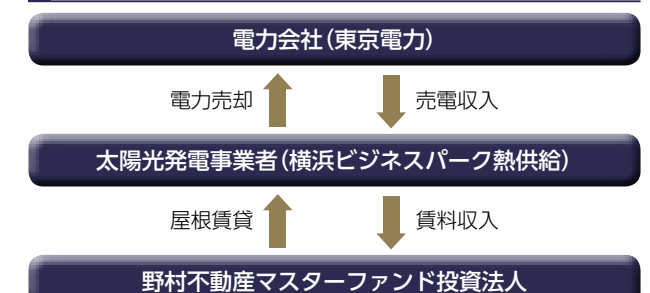 電力会社(東京電力)
電力売却 売電収入
太陽光発電事業者(横浜ビジネスパーク熱供給)
屋根賃貸 賃料収入
野村不動産マスターファンド投資法人